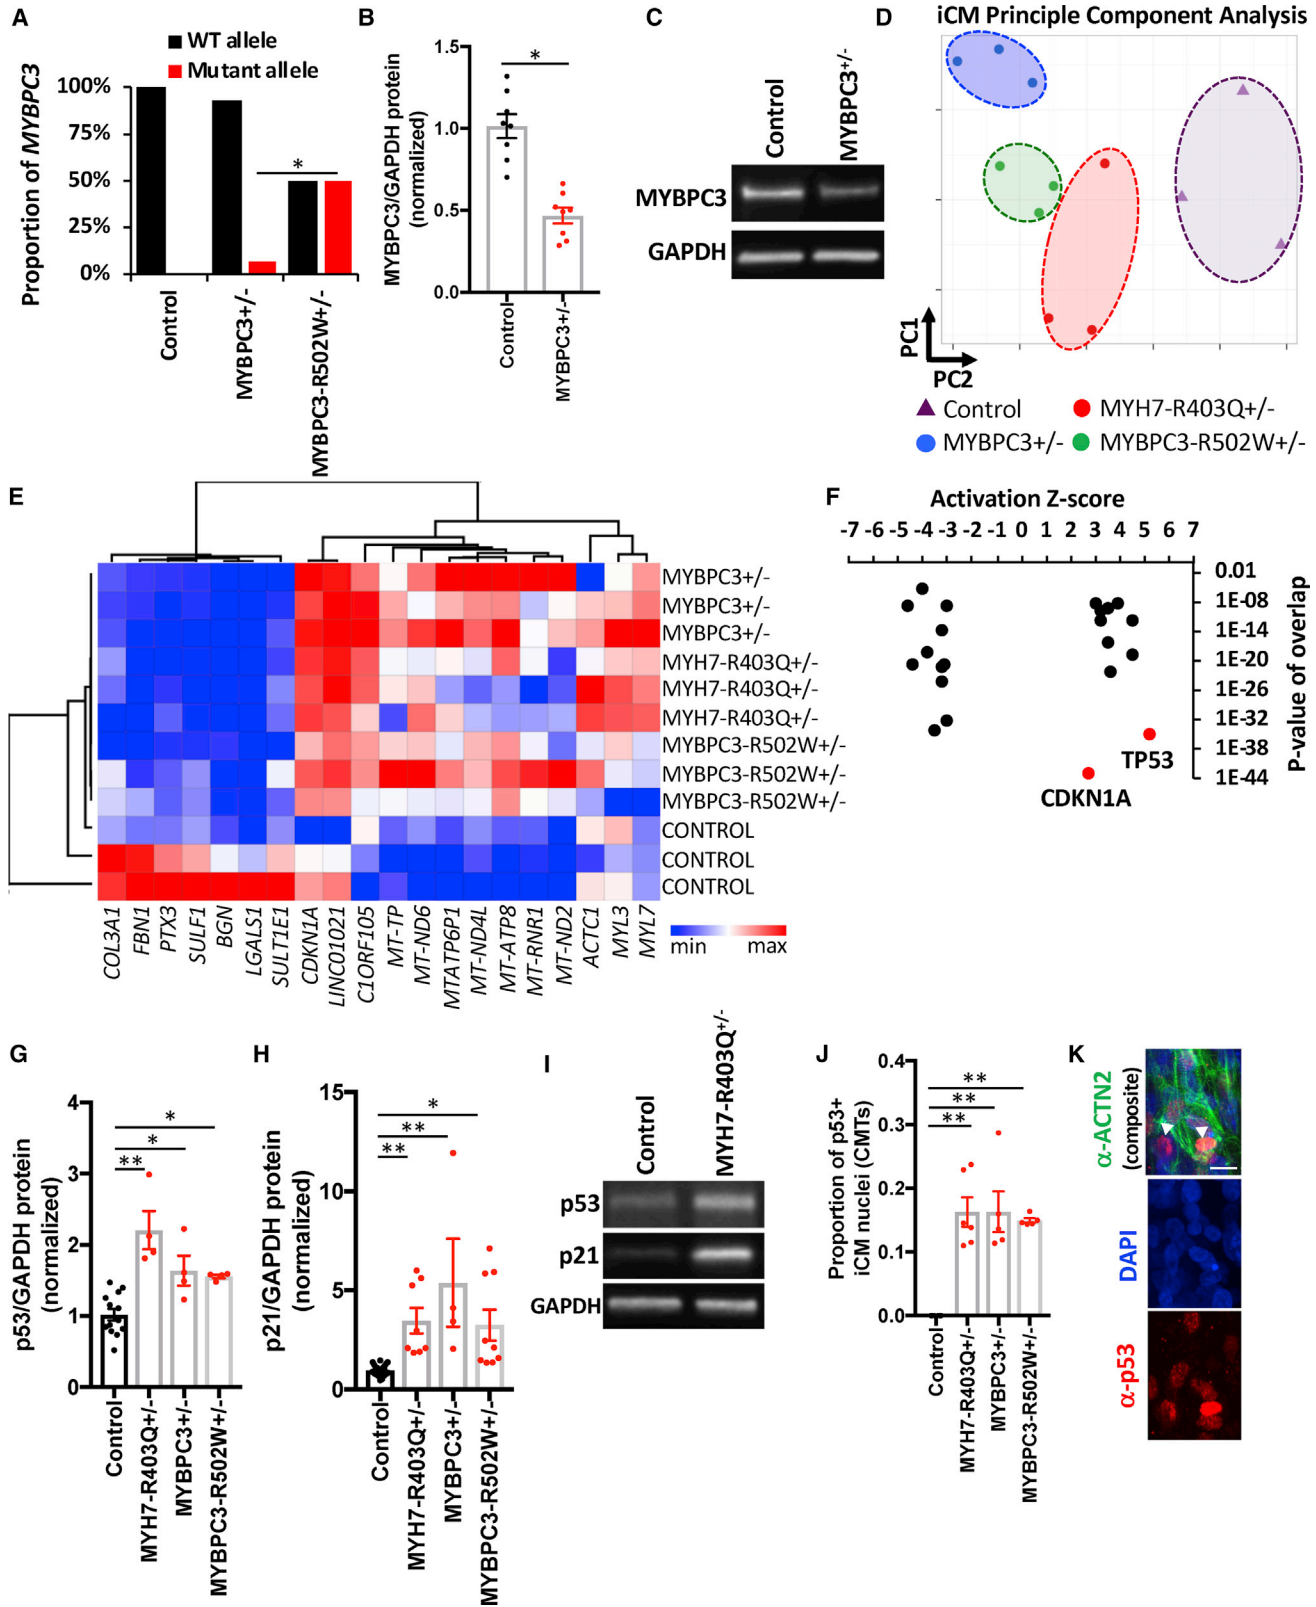 A
WT allele
Mutant allele
Proportion of MYBPC3
100%
75%
50%
25%
0%
*
Control
MYBPC3+/-
MYBPC3-R502W+/-
B
MYBPC3/GAPDH protein
(normalized)
1.5
1.0
0.5
0.0
*
Control
MYBPC3+/-
C
Control
MYBPC3+/-
MYBPC3
GAPDH
D
iCM Principle Component Analysis
PC1
PC2
Control
MYH7-R403Q+/-
MYBPC3+/-
MYBPC3-R502W+/-
E
MYBPC3+/-
MYBPC3+/-
MYBPC3+/-
MYH7-R403Q+/-
MYH7-R403Q+/-
MYH7-R403Q+/-
MYBPC3-R502W+/-
MYBPC3-R502W+/-
MYBPC3-R502W+/-
CONTROL
CONTROL
CONTROL
COL3A1
FBN1
PTX3
SULF1
BGN
LGALS1
SULT1E1
CDKN1A
LINC01021
C1ORF105
MT-TP
MT-ND6
MTATP6P1
MT-ND4L
MT-ATP8
MT-RNR1
MT-ND2
ACTC1
MYL3
MYL7
min max
F
Activation Z-score
-7 -6 -5 -4 -3 -2 -1 0 1 2 3 4 5 6 7
0.01
1E-08
1E-14
1E-20
1E-26
1E-32
1E-38
1E-44
P-value of overlap
TP53
CDKN1A
G
p53/GAPDH protein
(normalized)
4
3
2
1
0
*
*
**
Control
MYH7-R403Q+/-
MYBPC3+/-
MYBPC3-R502W+/-
H
p21/GAPDH protein
(normalized)
15
10
5
0
*
**
**
Control
MYH7-R403Q+/-
MYBPC3+/-
MYBPC3-R502W+/-
I
Control
MYH7-R403Q+/-
p53
p21
GAPDH
J
Proportion of p53+
iCM nuclei (CMTs)
0.4
0.3
0.2
0.1
0.0
**
**
**
Control
MYH7-R403Q+/-
MYBPC3+/-
MYBPC3-R502W+/-
K
α-ACTN2
(composite)
DAPI
α-p53